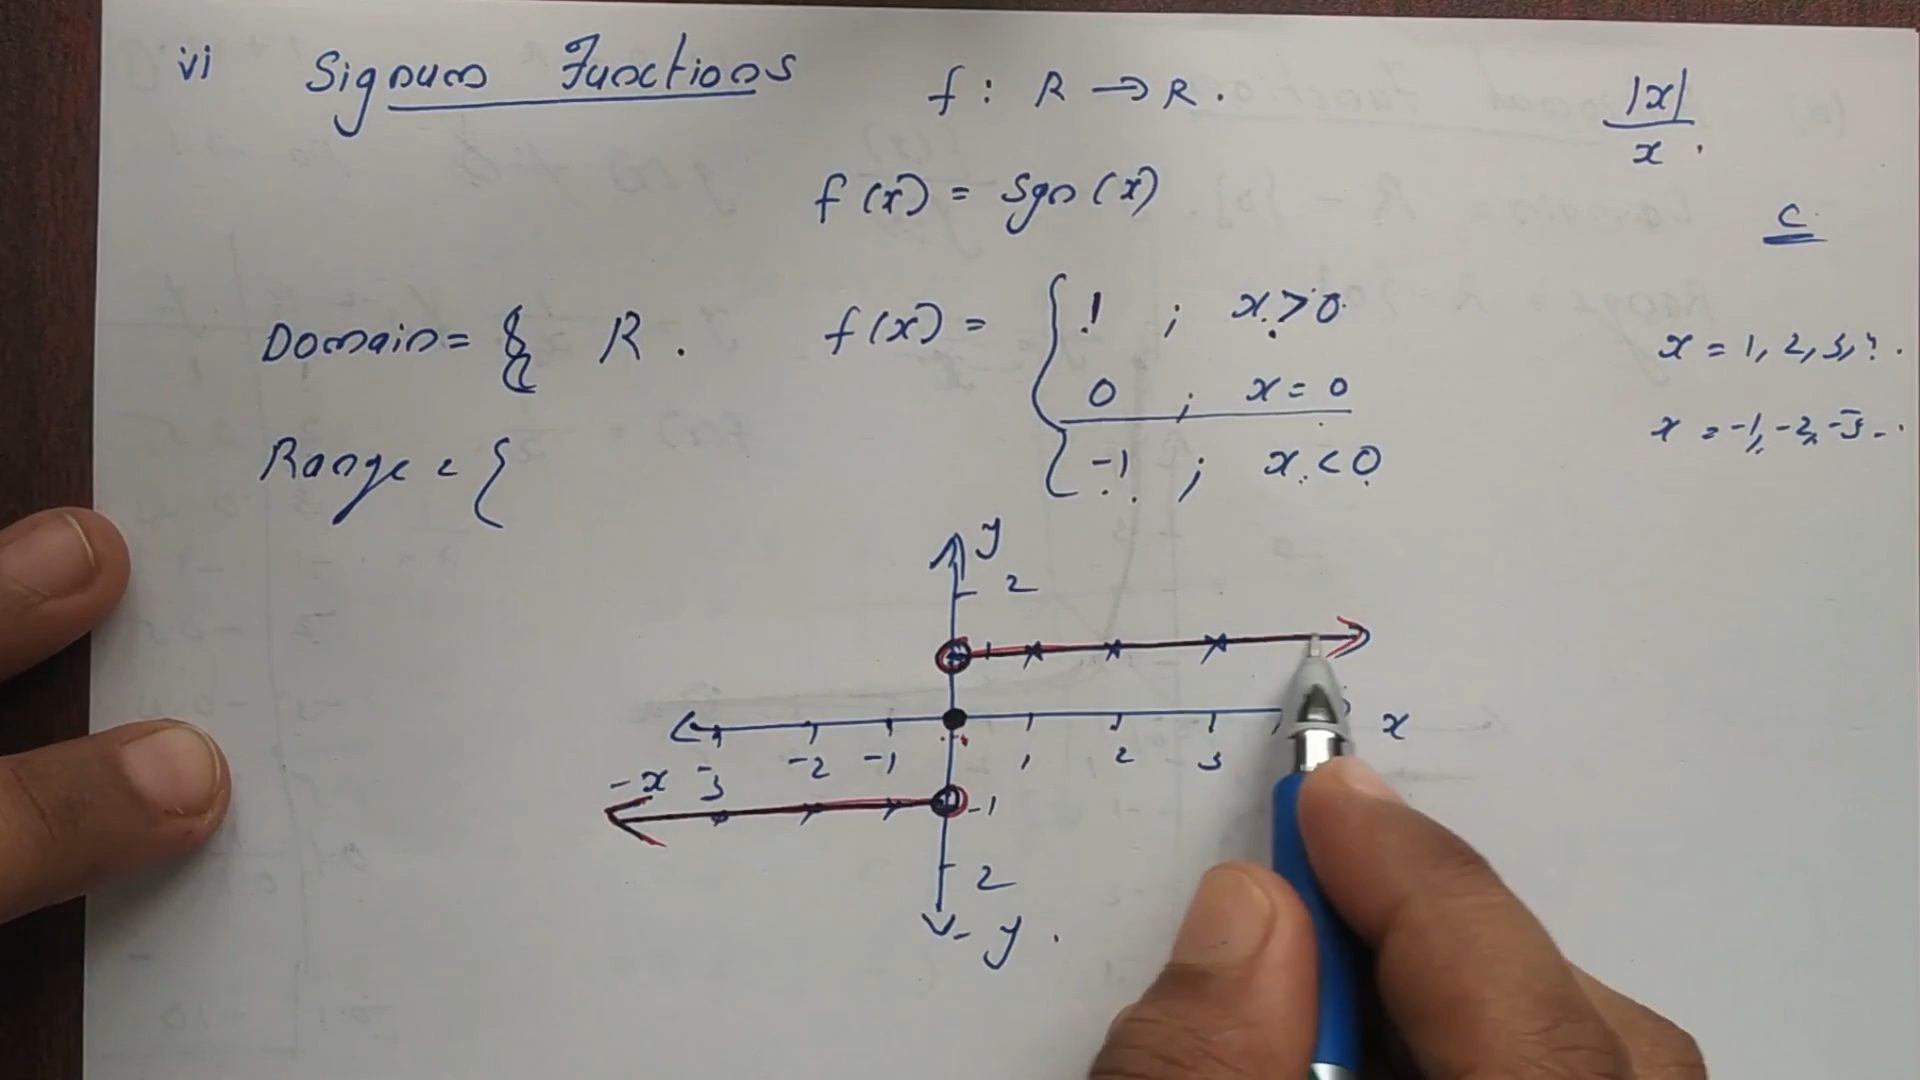 vi Signum Functions f: R → R. |x|/x.
f(x) = Sgn(x)
C
Domain = { R. f(x) = { 1 ; x > 0
x = 1, 2, 3,
0 ; x = 0
x = -1, -2, -3 - .
Range = { -1 ; x < 0
y
2
1
x
-3 -2 -1 1 2 3
-x
-1
2
-y.